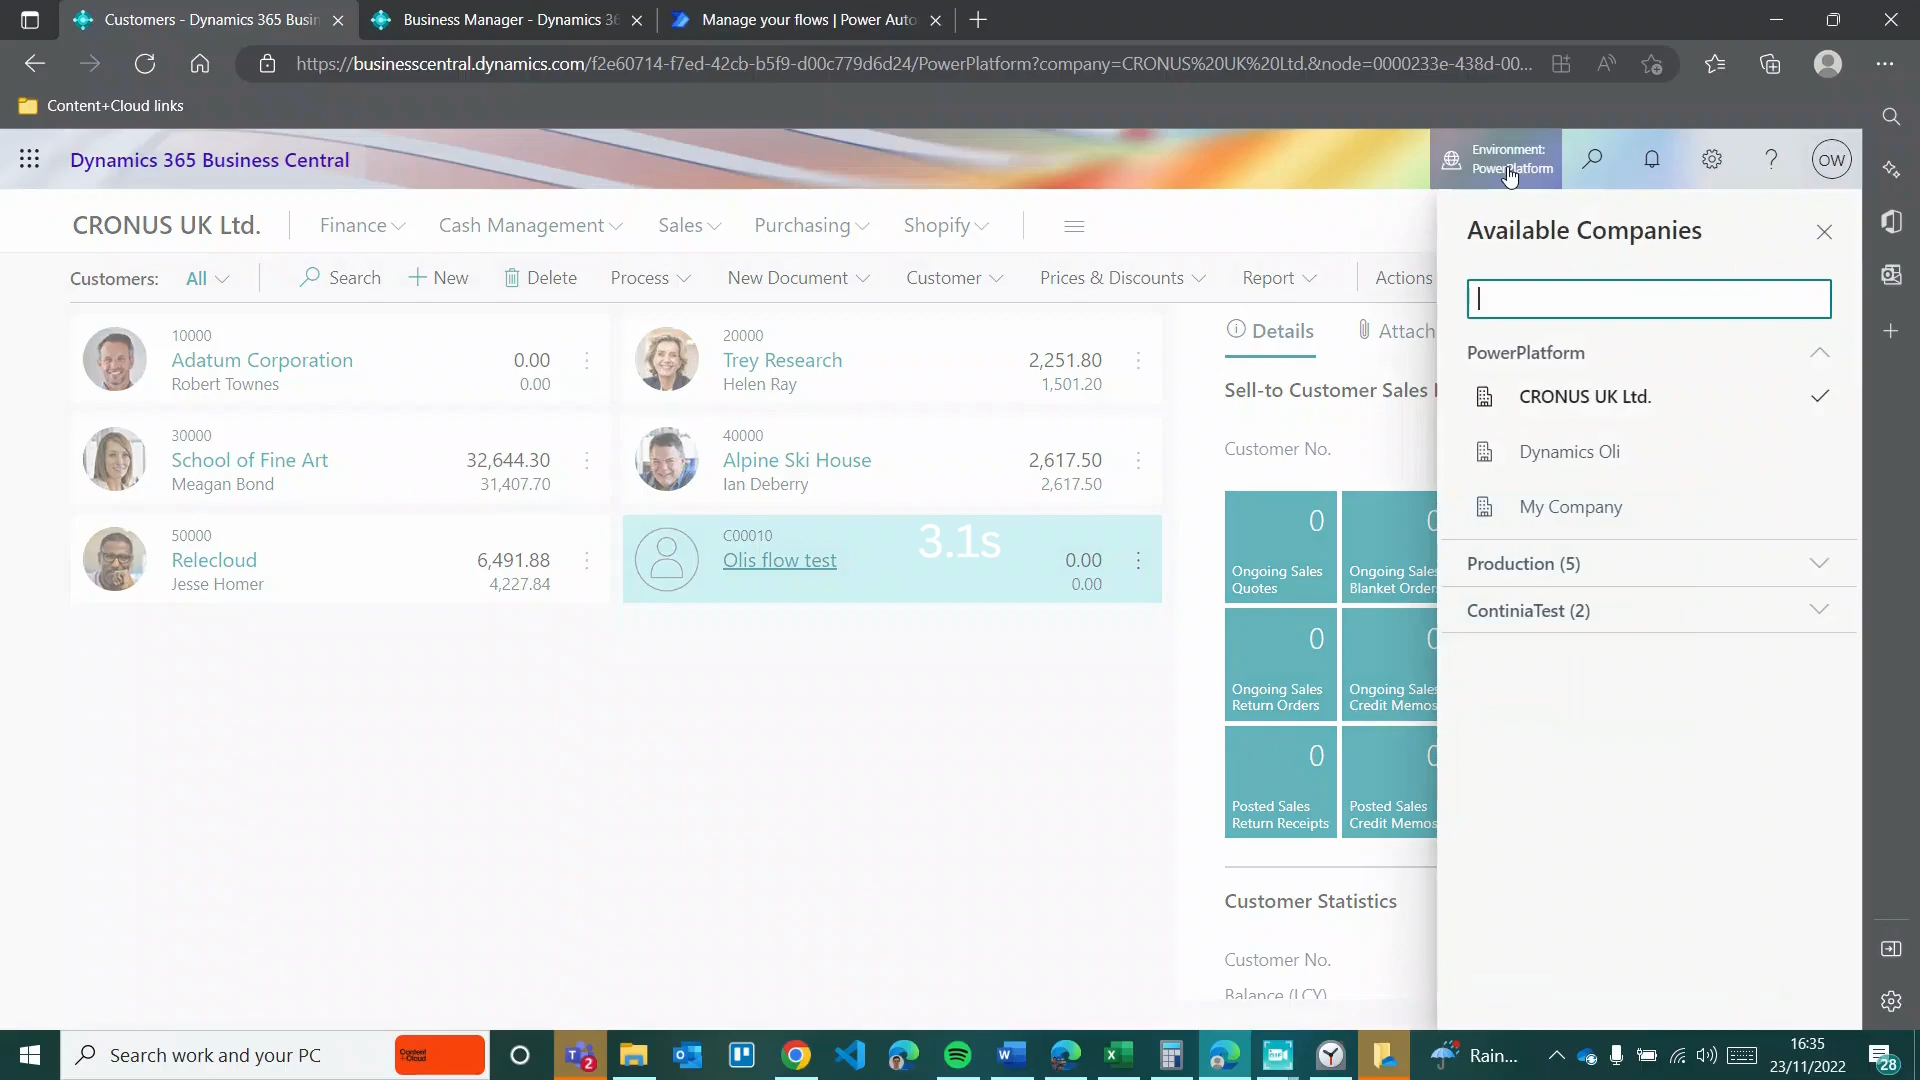 Customers - Dynamics 365 Busin
Business Manager - Dynamics 36
Manage your flows | Power Auto
https://businesscentral.dynamics.com/f2e60714-f7ed-42cb-b5f9-d00c779d6d24/PowerPlatform?company=CRONUS%20UK%20Ltd.&node=0000233e-438d-00...
Content+Cloud links
Dynamics 365 Business Central
Environment:
PowerPlatform
?
OW
CRONUS UK Ltd.
Finance
Cash Management
Sales
Purchasing
Shopify
Customers:
All
Search
New
Delete
Process
New Document
Customer
Prices & Discounts
Report
Actions
10000
Adatum Corporation
0.00
Robert Townes
0.00
20000
Trey Research
2,251.80
Helen Ray
1,501.20
30000
School of Fine Art
32,644.30
Meagan Bond
31,407.70
40000
Alpine Ski House
2,617.50
Ian Deberry
2,617.50
50000
Relecloud
6,491.88
Jesse Homer
4,227.84
C00010
Olis flow test
0.00
0.00
3.1s
Details
Attach
Sell-to Customer Sales
Customer No.
0
Ongoing Sales
Quotes
0
Ongoing Sales
Blanket Order
0
Ongoing Sales
Return Orders
0
Ongoing Sales
Credit Memos
0
Posted Sales
Return Receipts
0
Posted Sales
Credit Memos
Customer Statistics
Customer No.
Balance (LCY)
Available Companies
PowerPlatform
CRONUS UK Ltd.
Dynamics Oli
My Company
Production (5)
ContiniaTest (2)
Search work and your PC
Content
+Cloud
2
Rain...
16:35
23/11/2022
28